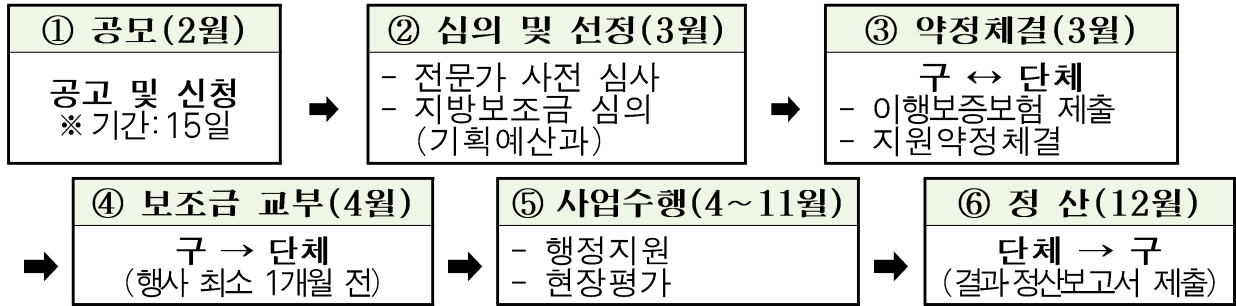 ① 공모(2월)
공고 및 신청
※ 기간: 15일
➡
② 심의 및 선정(3월)
- 전문가 사전 심사
- 지방보조금 심의
(기획예산과)
➡
③ 약정체결(3월)
구 ↔ 단체
- 이행보증보험 제출
- 지원약정체결
➡
④ 보조금 교부(4월)
구 → 단체
(행사 최소 1개월 전)
➡
⑤ 사업수행(4~11월)
- 행정지원
- 현장평가
➡
⑥ 정 산(12월)
단체 → 구
(결과정산보고서 제출)